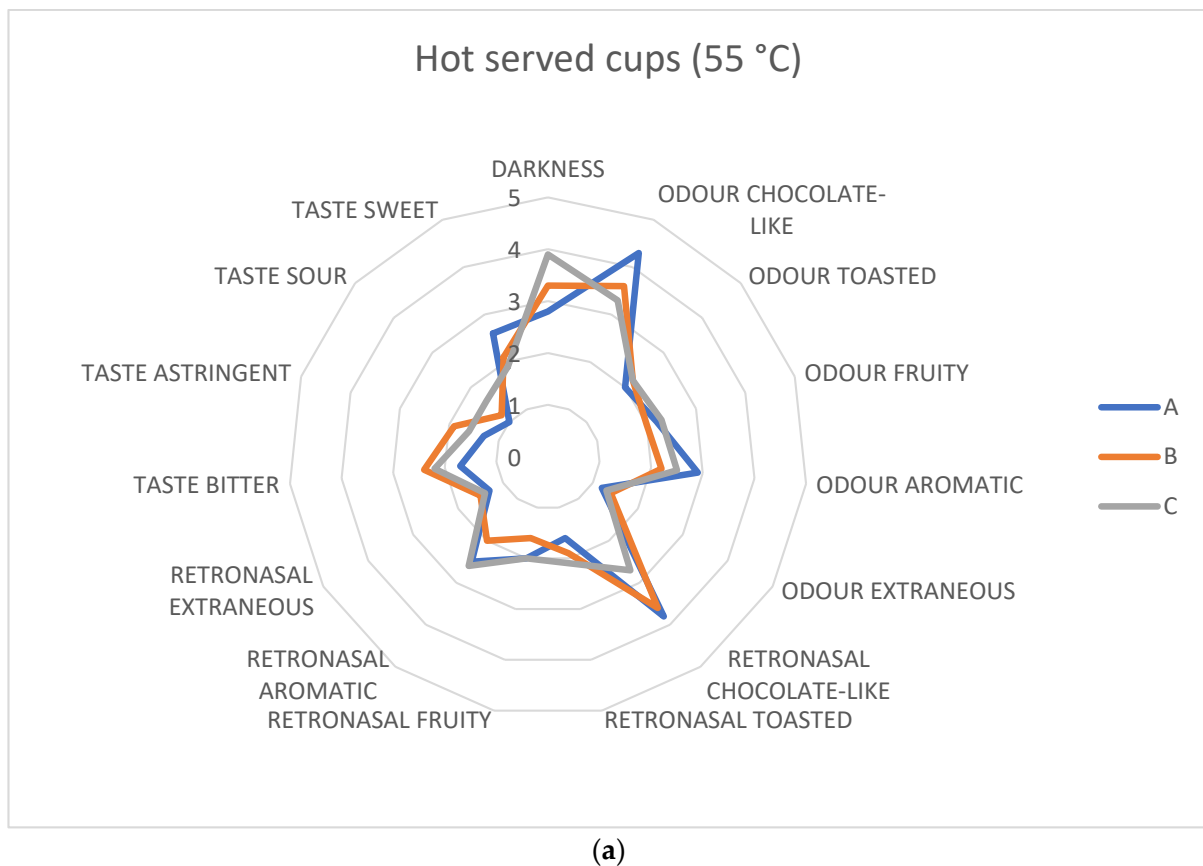 Hot served cups (55 °C)
DARKNESS
ODOUR CHOCOLATE-
LIKE
ODOUR TOASTED
ODOUR FRUITY
ODOUR AROMATIC
ODOUR EXTRANEOUS
RETRONASAL
CHOCOLATE-LIKE
RETRONASAL TOASTED
RETRONASAL FRUITY
RETRONASAL
AROMATIC
RETRONASAL
EXTRANEOUS
TASTE BITTER
TASTE ASTRINGENT
TASTE SOUR
TASTE SWEET
5
4
3
2
1
0
A
B
C
(a)